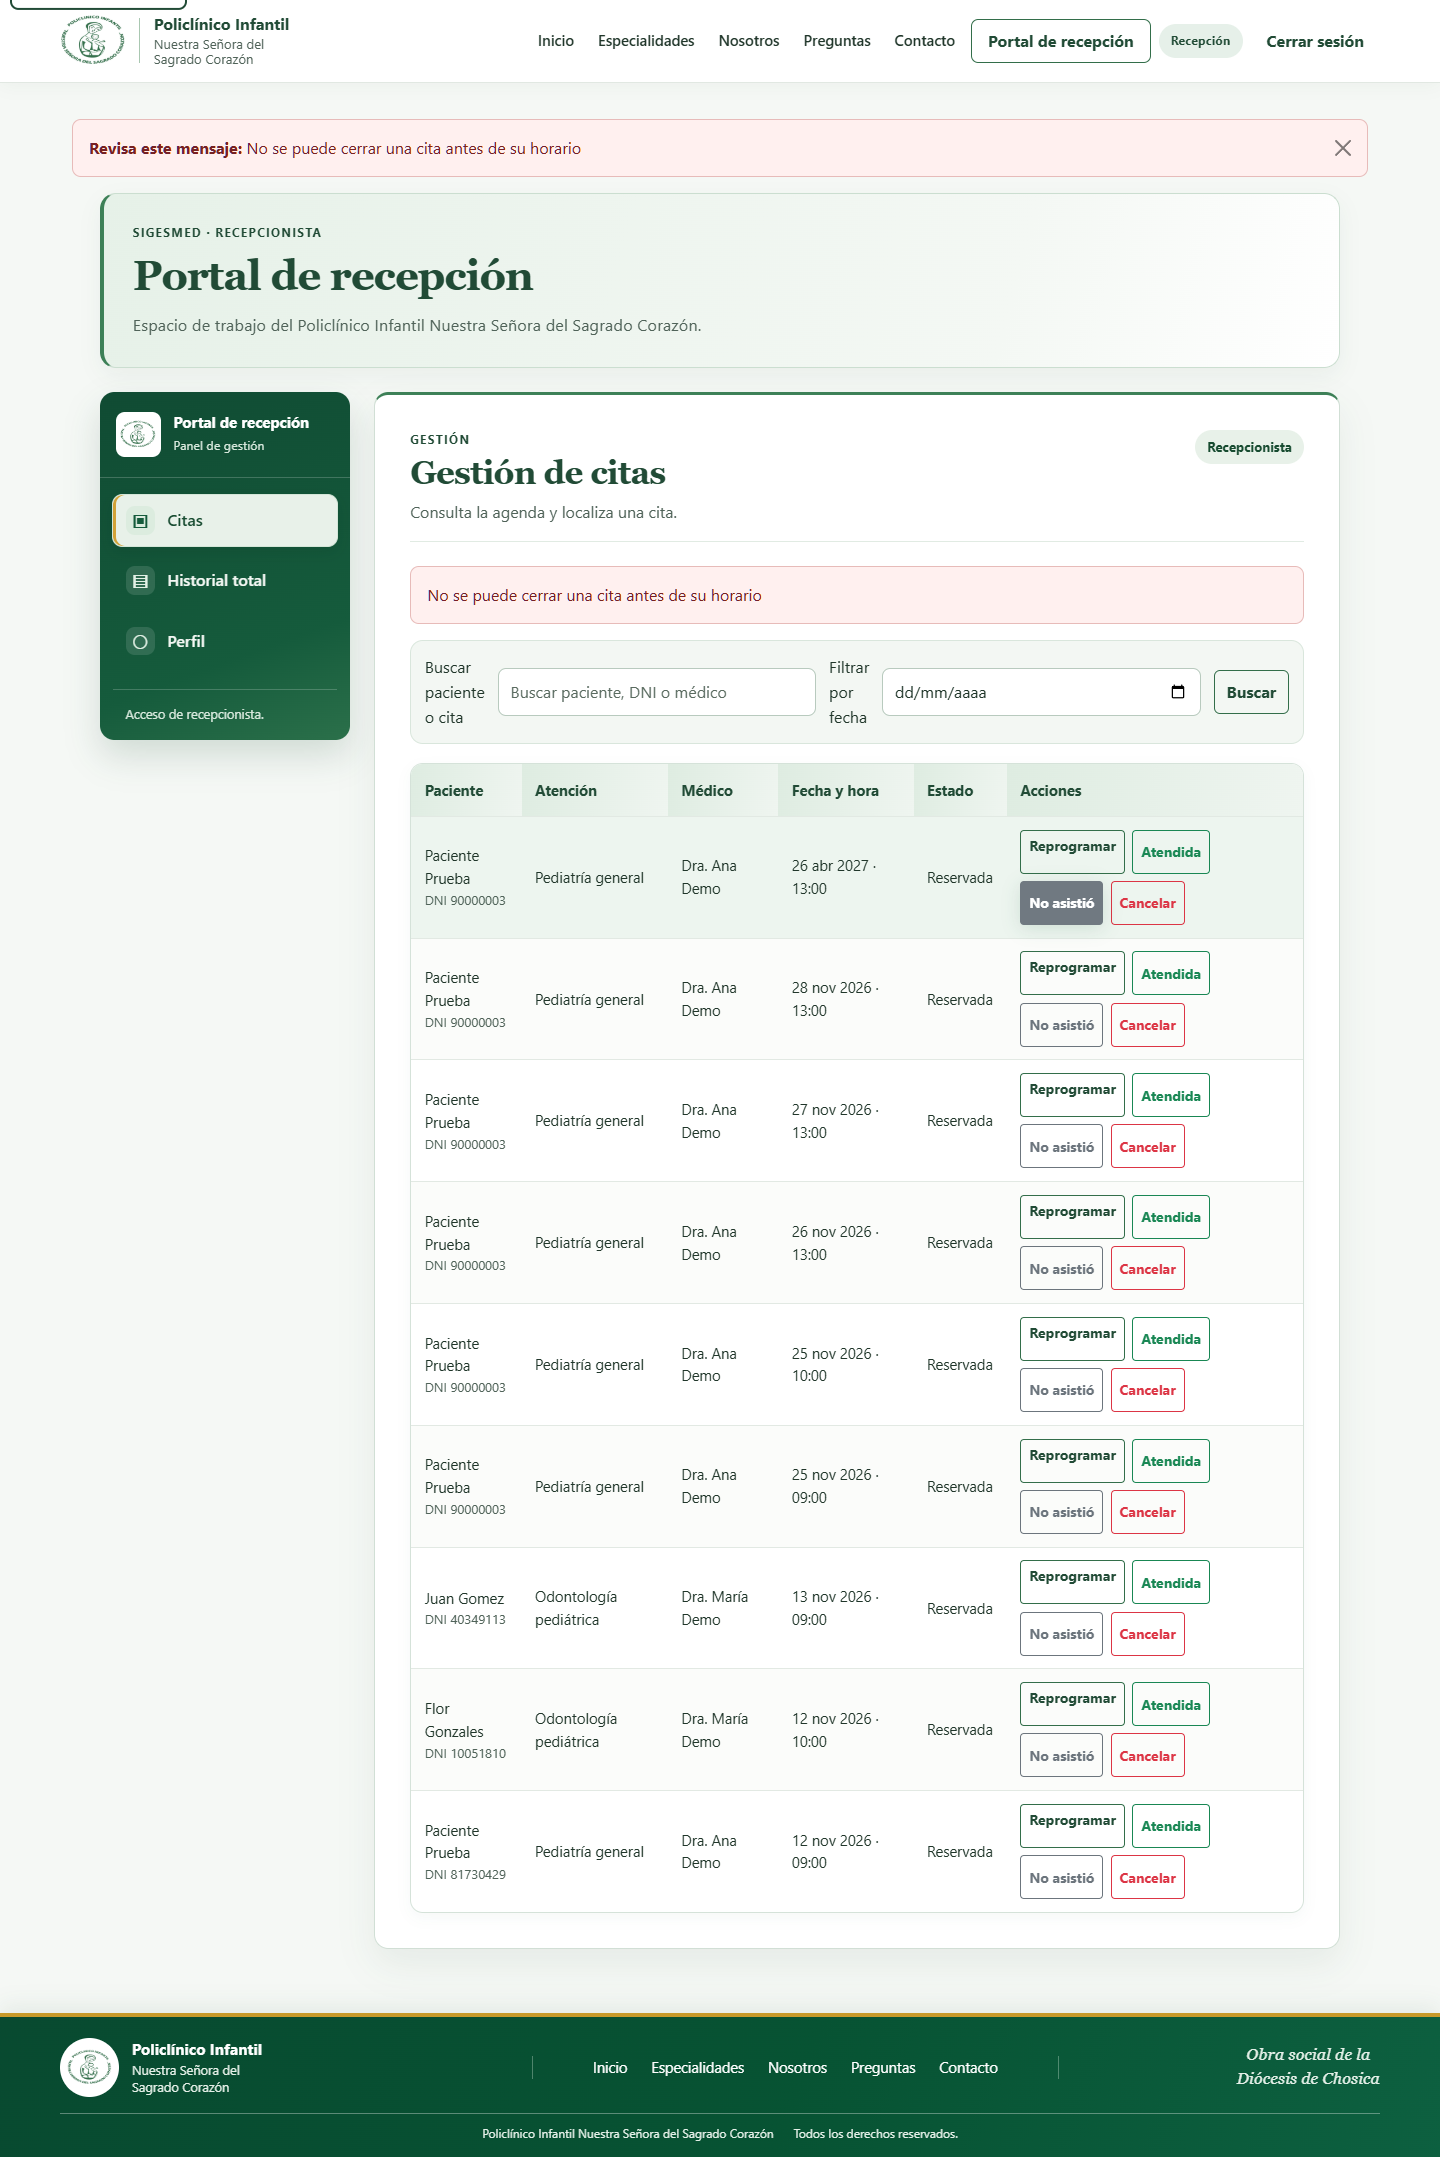 Policlínico Infantil
Nuestra Señora del
Sagrado Corazón
Inicio
Especialidades
Nosotros
Preguntas
Contacto
Portal de recepción
Recepción
Cerrar sesión
Revisa este mensaje: No se puede cerrar una cita antes de su horario
SIGESMED · RECEPCIONISTA
Portal de recepción
Espacio de trabajo del Policlínico Infantil Nuestra Señora del Sagrado Corazón.
Portal de recepción
Panel de gestión
Citas
Historial total
Perfil
Acceso de recepcionista.
GESTIÓN
Gestión de citas
Consulta la agenda y localiza una cita.
Recepcionista
No se puede cerrar una cita antes de su horario
Buscar
paciente
o cita
Buscar paciente, DNI o médico
Filtrar
por
fecha
dd/mm/aaaa
Buscar
Paciente Atención Médico Fecha y hora Estado Acciones
Paciente
Prueba
DNI 90000003
Pediatría general
Dra. Ana
Demo
26 abr 2027 ·
13:00
Reservada
Reprogramar Atendida
No asistió Cancelar
Paciente
Prueba
DNI 90000003
Pediatría general
Dra. Ana
Demo
28 nov 2026 ·
13:00
Reservada
Reprogramar Atendida
No asistió Cancelar
Paciente
Prueba
DNI 90000003
Pediatría general
Dra. Ana
Demo
27 nov 2026 ·
13:00
Reservada
Reprogramar Atendida
No asistió Cancelar
Paciente
Prueba
DNI 90000003
Pediatría general
Dra. Ana
Demo
26 nov 2026 ·
13:00
Reservada
Reprogramar Atendida
No asistió Cancelar
Paciente
Prueba
DNI 90000003
Pediatría general
Dra. Ana
Demo
25 nov 2026 ·
10:00
Reservada
Reprogramar Atendida
No asistió Cancelar
Paciente
Prueba
DNI 90000003
Pediatría general
Dra. Ana
Demo
25 nov 2026 ·
09:00
Reservada
Reprogramar Atendida
No asistió Cancelar
Juan Gomez
DNI 40349113
Odontología
pediátrica
Dra. María
Demo
13 nov 2026 ·
09:00
Reservada
Reprogramar Atendida
No asistió Cancelar
Flor
Gonzales
DNI 10051810
Odontología
pediátrica
Dra. María
Demo
12 nov 2026 ·
10:00
Reservada
Reprogramar Atendida
No asistió Cancelar
Paciente
Prueba
DNI 81730429
Pediatría general
Dra. Ana
Demo
12 nov 2026 ·
09:00
Reservada
Reprogramar Atendida
No asistió Cancelar
Policlínico Infantil
Nuestra Señora del
Sagrado Corazón
Inicio
Especialidades
Nosotros
Preguntas
Contacto
Obra social de la
Diócesis de Chosica
Policlínico Infantil Nuestra Señora del Sagrado Corazón
Todos los derechos reservados.